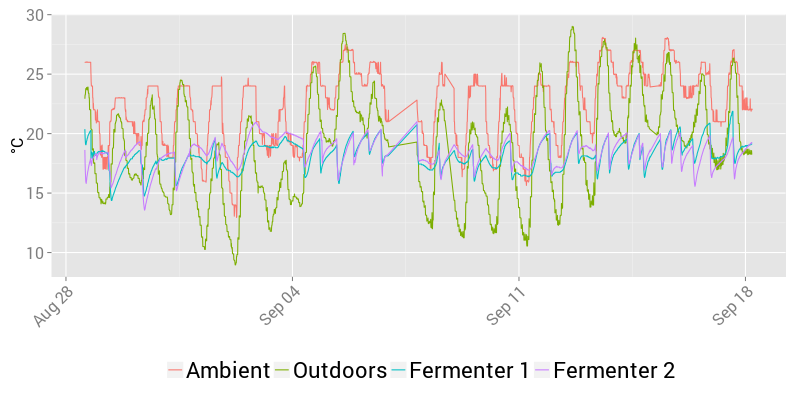 30
25
20
15
10
°C
Aug 28
Sep 04
Sep 11
Sep 18
Ambient Outdoors Fermenter 1 Fermenter 2